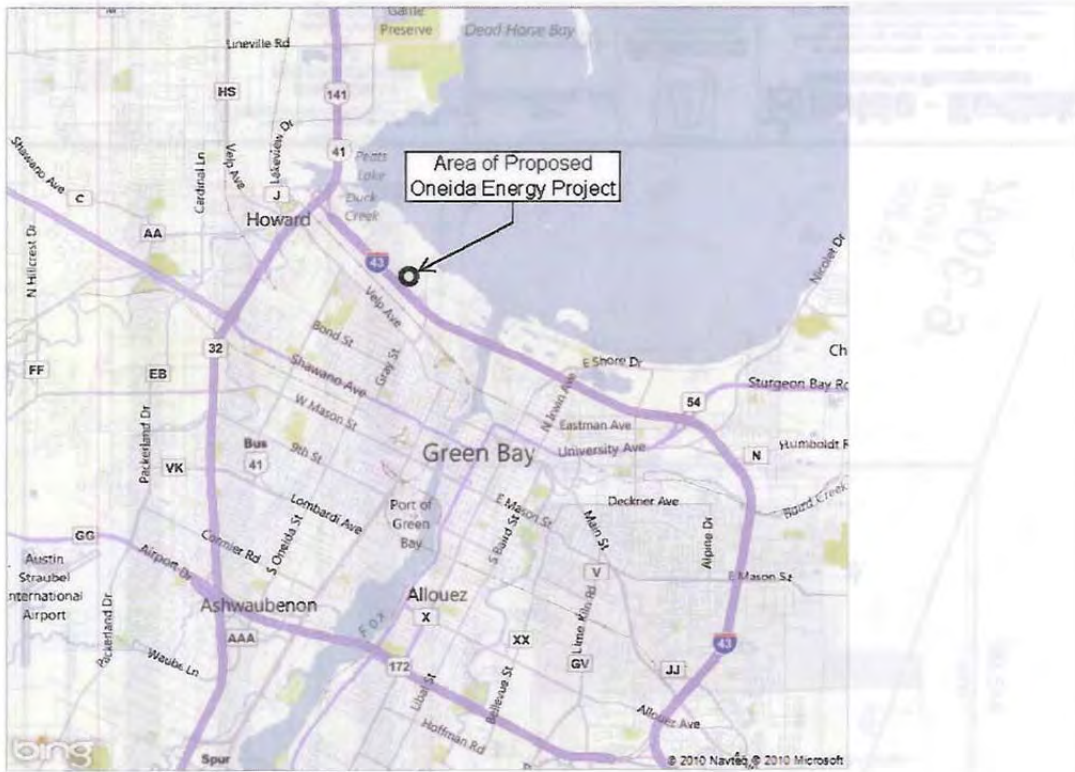 Game
Preserve
Dead Horse Bay
Lineville Rd
HS
141
Shawano Ave
Velp Ave
Lakeview Dr
Cardinal Ln
41
Peats
Lake
Area of Proposed
Oneida Energy Project
C
J
Duck
Creek
Howard
AA
N Hillcrest Dr
43
Nicolet Dr
Velp Ave
Bond St
Gray St
32
E Shore Dr
Ch
FF
EB
Shawano Ave
N Irwin Ave
Sturgeon Bay Rd
54
W Mason St
Eastman Ave
Packerland Dr
Bus
41
9th St
Green Bay
University Ave
Humboldt R
N
VK
Lombardi Ave
Port of
Green
Bay
E Mason St
Deckner Ave
Baird Creek
GG
Cormier Rd
S Oneida St
S Baird St
Main St
Alpine Dr
Austin
Straubel
International
Airport
Airport Dr
V
E Mason St
Ashwaubenon
Allouez
Fox
X
Lime Kiln Rd
Packerland Dr
AAA
XX
43
Waube Ln
172
GV
JJ
Libal St
Bellevue St
Allouez Ave
Hoffman Rd
bing
Spur
© 2010 Navteq © 2010 Microsoft